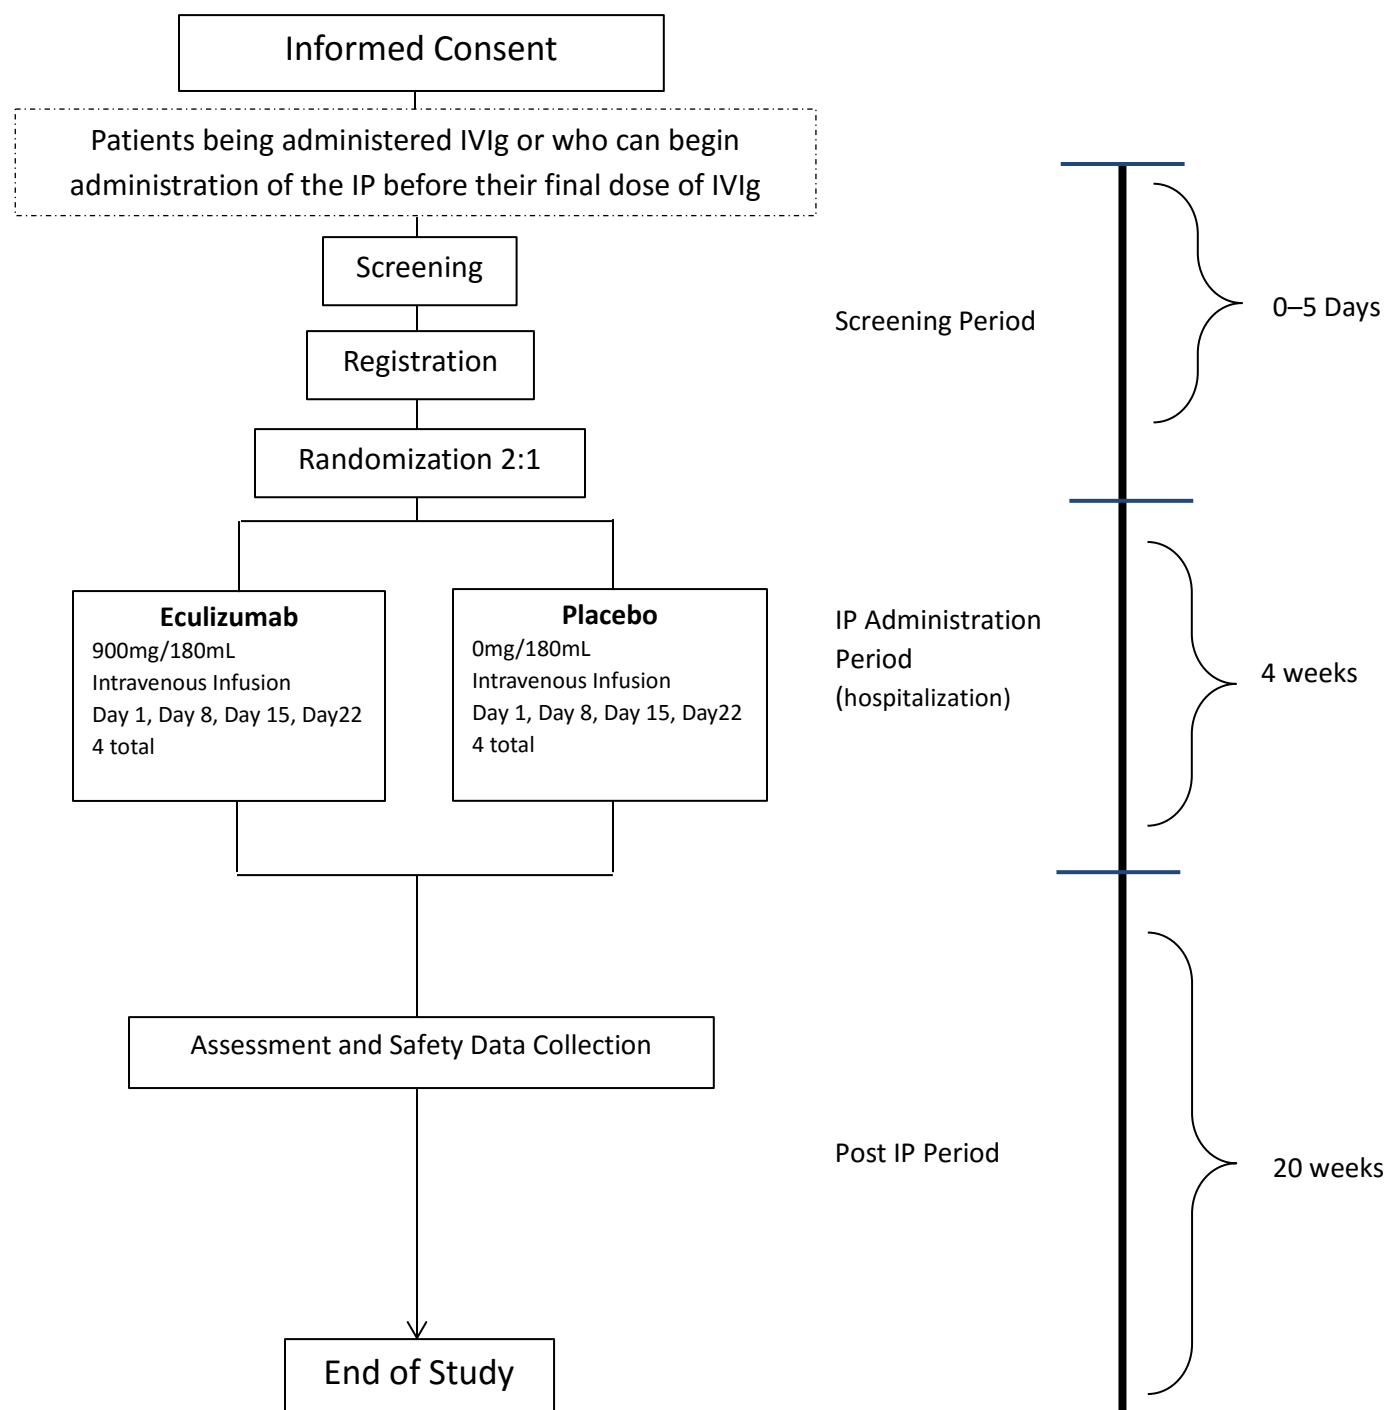 Informed Consent
Patients being administered IVIg or who can begin
administration of the IP before their final dose of IVIg
Screening
Registration
Randomization 2:1
Eculizumab
900mg/180mL
Intravenous Infusion
Day 1, Day 8, Day 15, Day22
4 total
Placebo
0mg/180mL
Intravenous Infusion
Day 1, Day 8, Day 15, Day22
4 total
Assessment and Safety Data Collection
End of Study
Screening Period
0–5 Days
IP Administration
Period
(hospitalization)
4 weeks
Post IP Period
20 weeks